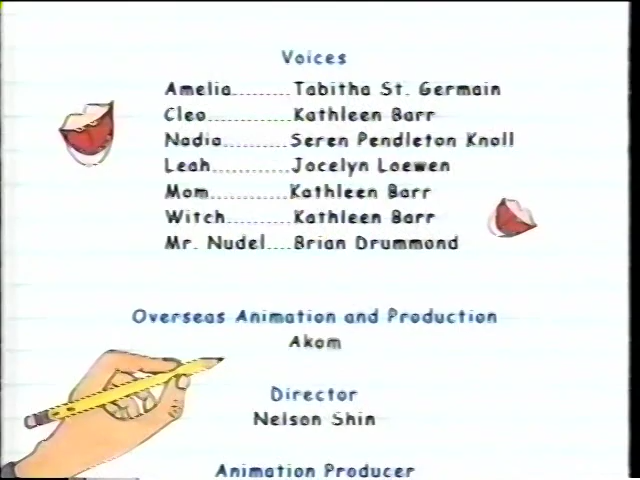 Voices
Amelia........Tabitha St. Germain
Cleo............Kathleen Barr
Nadia.........Seren Pendleton Knoll
Leah...........Jocelyn Loewen
Mom...........Kathleen Barr
Witch.........Kathleen Barr
Mr. Nudel....Brian Drummond
Overseas Animation and Production
Akom
Director
Nelson Shin
Animation Producer